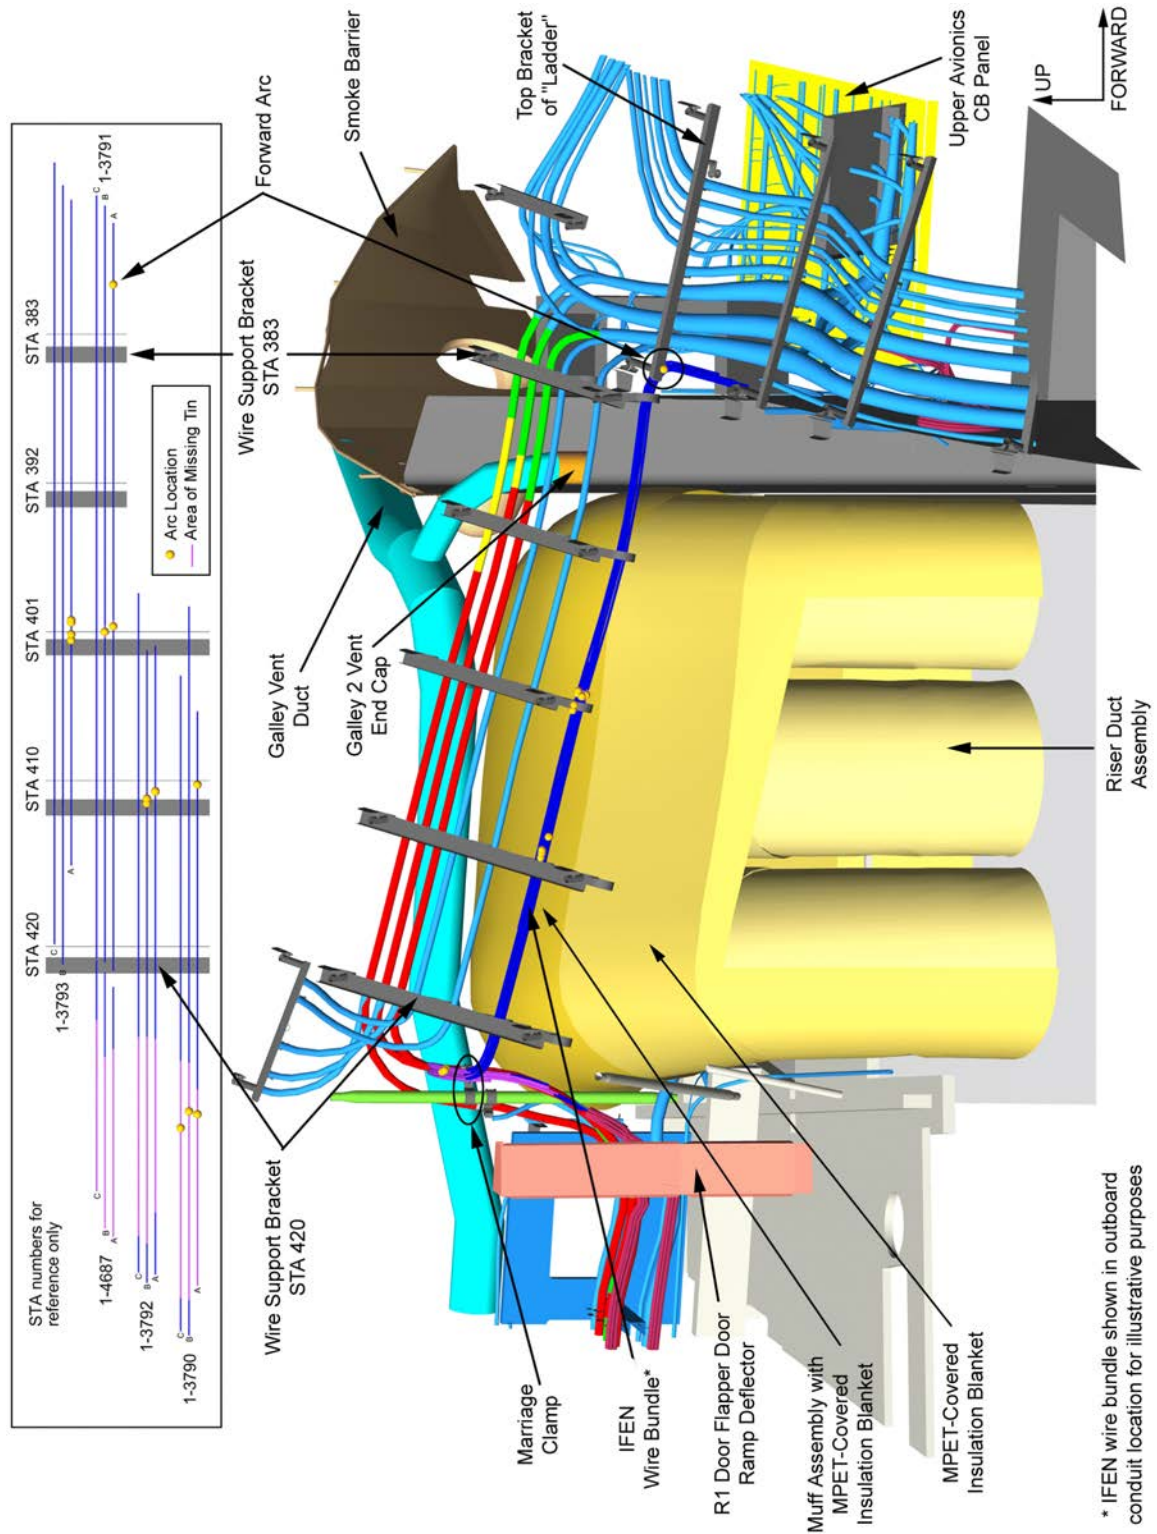 STA numbers for
reference only
STA 420
STA 410
STA 401
STA 392
STA 383
1-3793
C
B
A
1-4687
C
B
A
1-3792
C
B
A
1-3790
C
B
A
C
B
A
1-3791
Arc Location
Area of Missing Tin
Wire Support Bracket
STA 420
Wire Support Bracket
STA 383
Forward Arc
Smoke Barrier
Galley Vent
Duct
Galley 2 Vent
End Cap
Top Bracket
of "Ladder"
Upper Avionics
CB Panel
UP
FORWARD
Marriage
Clamp
IFEN
Wire Bundle*
R1 Door Flapper Door
Ramp Deflector
Muff Assembly with
MPET-Covered
Insulation Blanket
MPET-Covered
Insulation Blanket
Riser Duct
Assembly
* IFEN wire bundle shown in outboard
conduit location for illustrative purposes